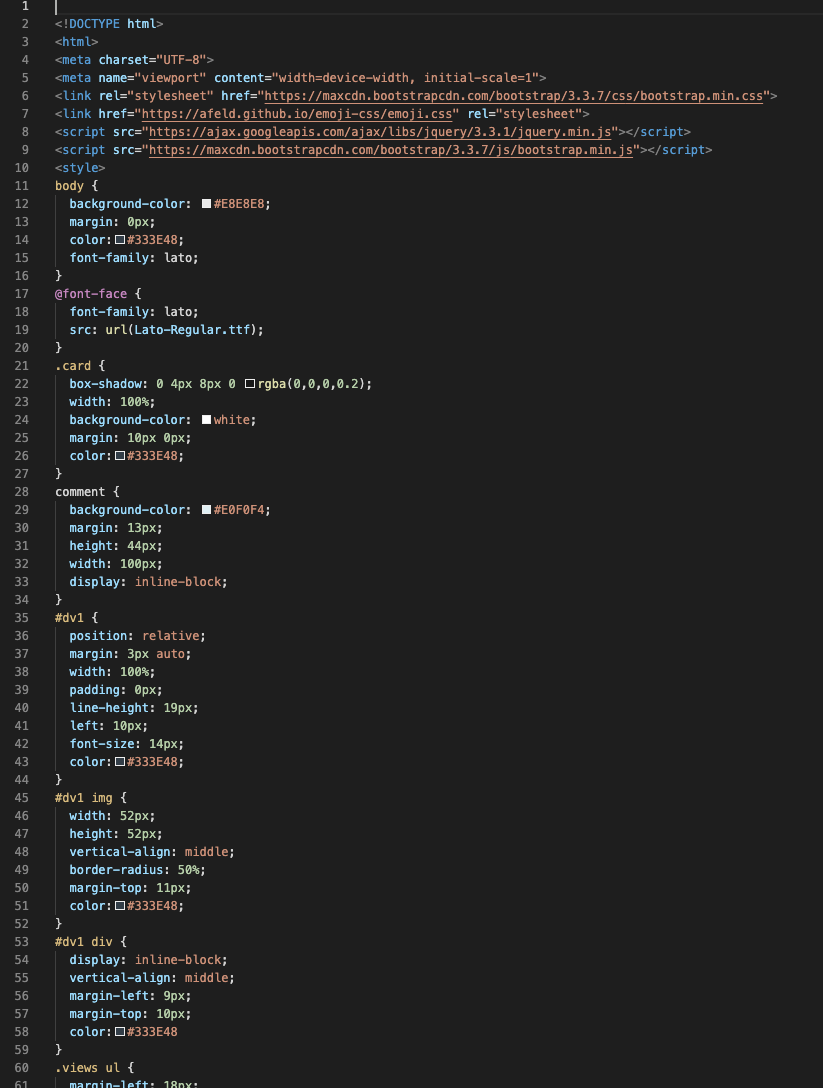 1
2 <!DOCTYPE html>
3 <html>
4 <meta charset="UTF-8">
5 <meta name="viewport" content="width=device-width, initial-scale=1">
6 <link rel="stylesheet" href="https://maxcdn.bootstrapcdn.com/bootstrap/3.3.7/css/bootstrap.min.css">
7 <link href="https://afeld.github.io/emoji-css/emoji.css" rel="stylesheet">
8 <script src="https://ajax.googleapis.com/ajax/libs/jquery/3.3.1/jquery.min.js"></script>
9 <script src="https://maxcdn.bootstrapcdn.com/bootstrap/3.3.7/js/bootstrap.min.js"></script>
10 <style>
11 body {
12 background-color: #E8E8E8;
13 margin: 0px;
14 color:#333E48;
15 font-family: lato;
16 }
17 @font-face {
18 font-family: lato;
19 src: url(Lato-Regular.ttf);
20 }
21 .card {
22 box-shadow: 0 4px 8px 0 rgba(0,0,0,0.2);
23 width: 100%;
24 background-color: white;
25 margin: 10px 0px;
26 color:#333E48;
27 }
28 comment {
29 background-color: #E0F0F4;
30 margin: 13px;
31 height: 44px;
32 width: 100px;
33 display: inline-block;
34 }
35 #dv1 {
36 position: relative;
37 margin: 3px auto;
38 width: 100%;
39 padding: 0px;
40 line-height: 19px;
41 left: 10px;
42 font-size: 14px;
43 color:#333E48;
44 }
45 #dv1 img {
46 width: 52px;
47 height: 52px;
48 vertical-align: middle;
49 border-radius: 50%;
50 margin-top: 11px;
51 color:#333E48;
52 }
53 #dv1 div {
54 display: inline-block;
55 vertical-align: middle;
56 margin-left: 9px;
57 margin-top: 10px;
58 color:#333E48
59 }
60 .views ul {
61 margin-left: 18px;